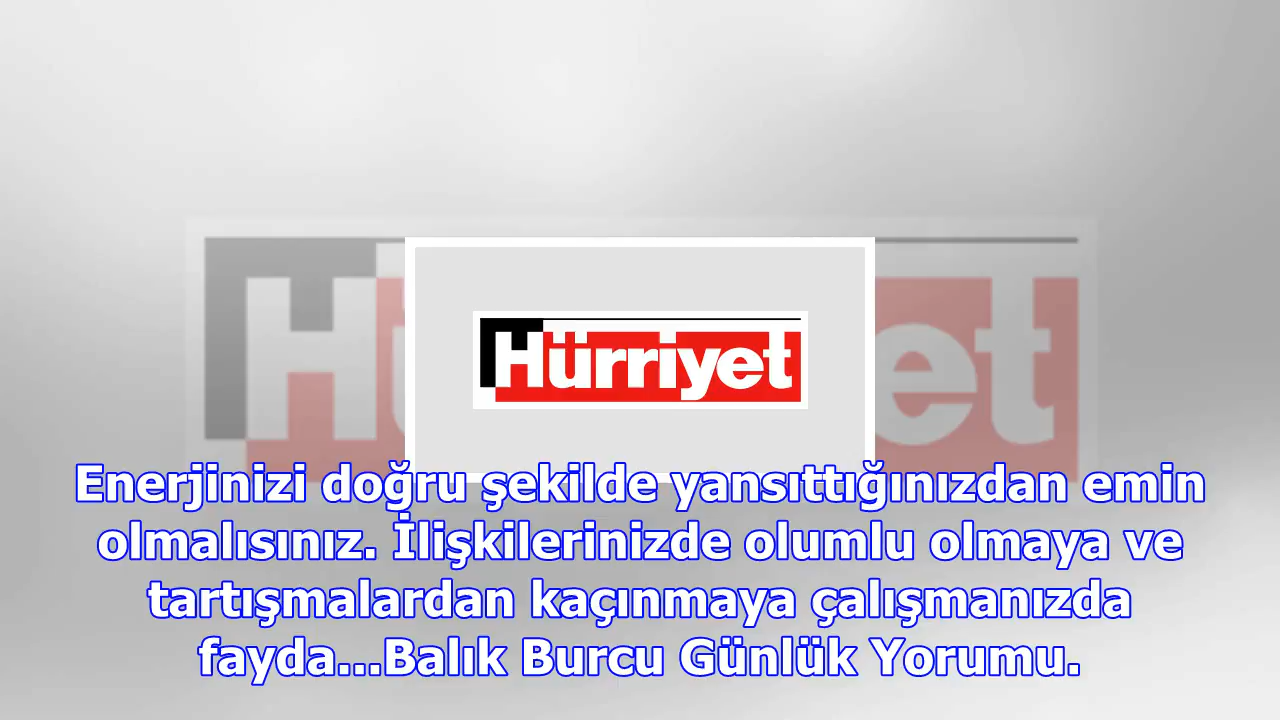 Hürriyet
Enerjinizi doğru şekilde yansıttığınızdan emin
olmalısınız. İlişkilerinizde olumlu olmaya ve
tartışmalardan kaçınmaya çalışmanızda
fayda...Balık Burcu Günlük Yorumu.